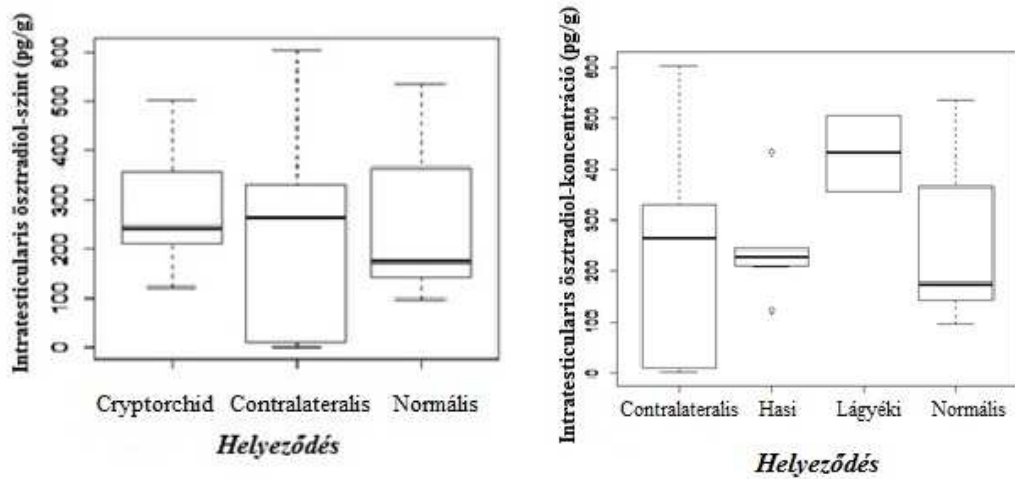 Intratesticularis ösztradiol-szint (pg/g)
600
500
400
300
200
100
0
Cryptorchid Contralateralis Normális
Helyeződés
Intratesticularis ösztradiol-koncentráció (pg/g)
600
500
400
300
200
100
0
Contralateralis Hasi Lágyéki Normális
Helyeződés